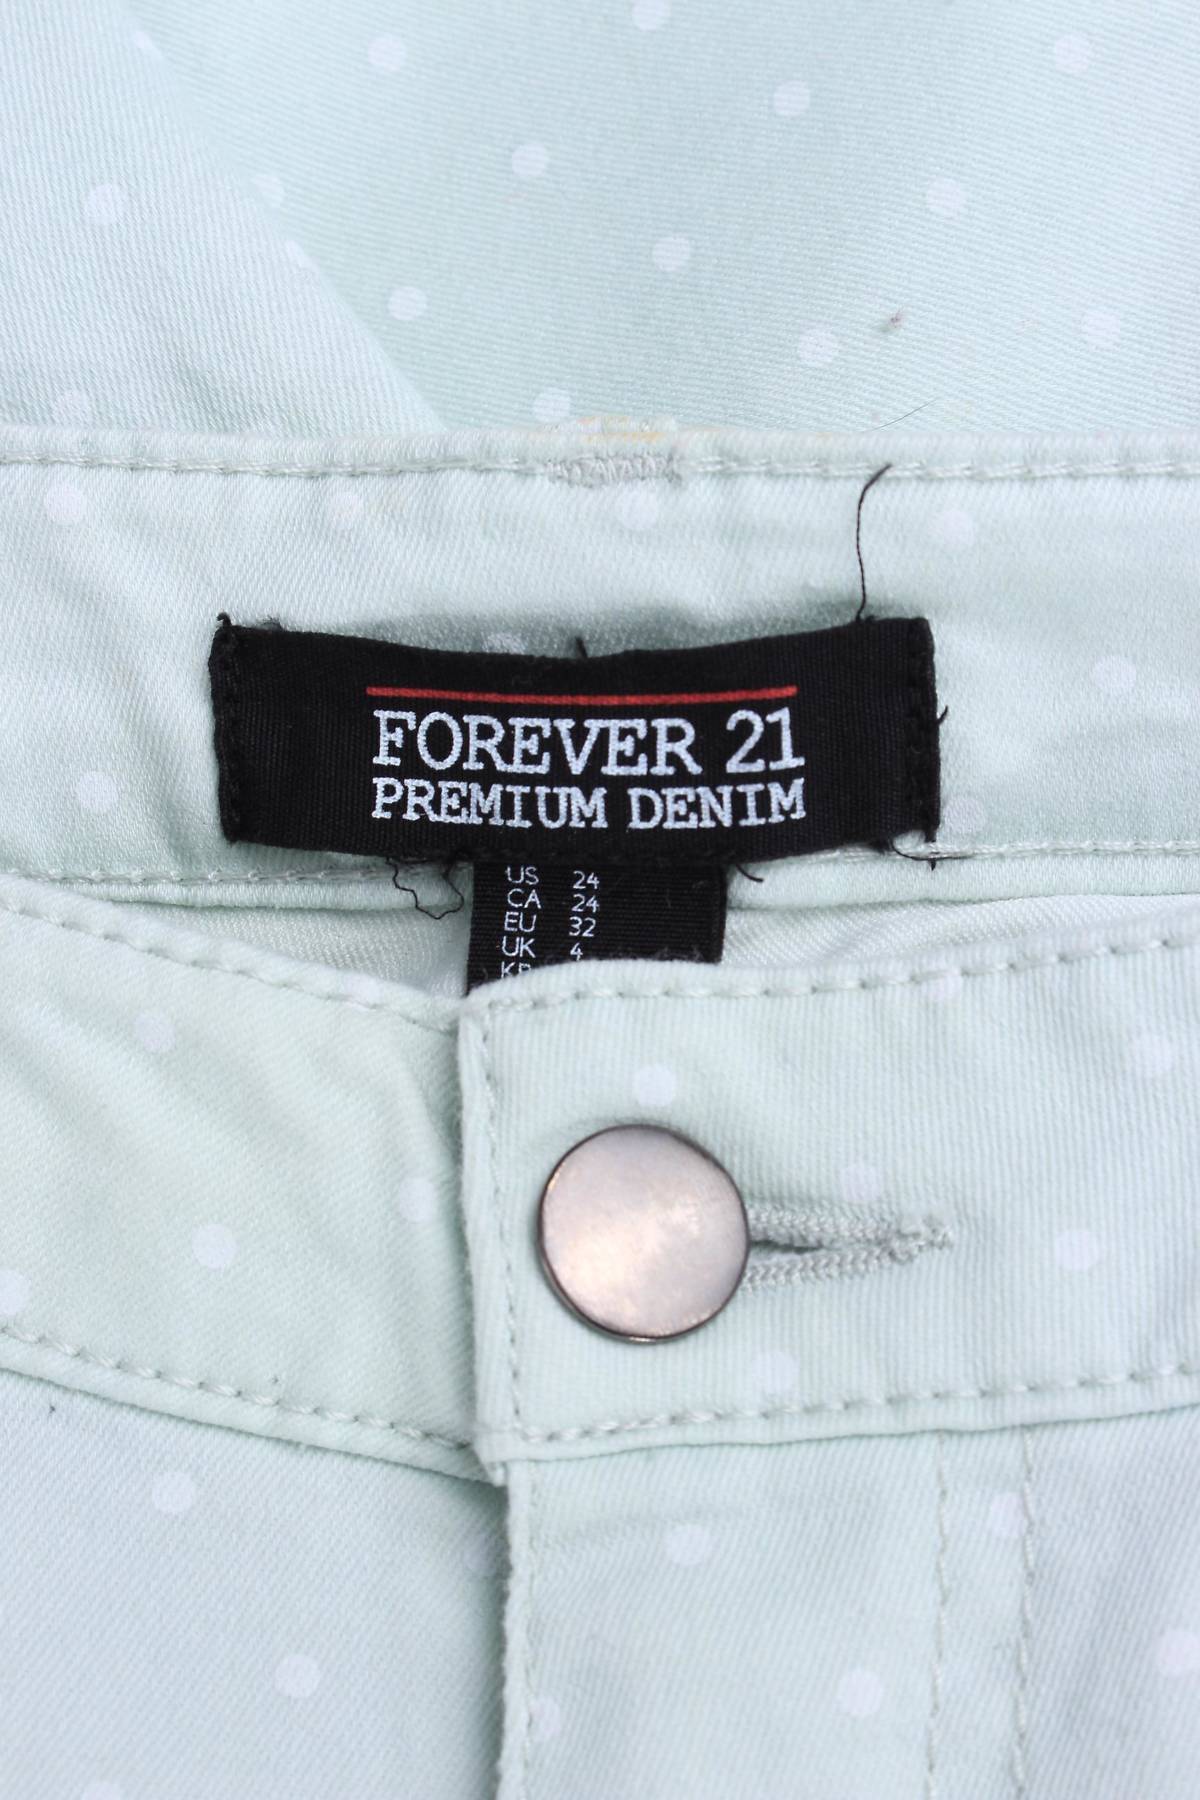 FOREVER 21
PREMIUM DENIM
US 24
CA 24
EU 32
UK 4